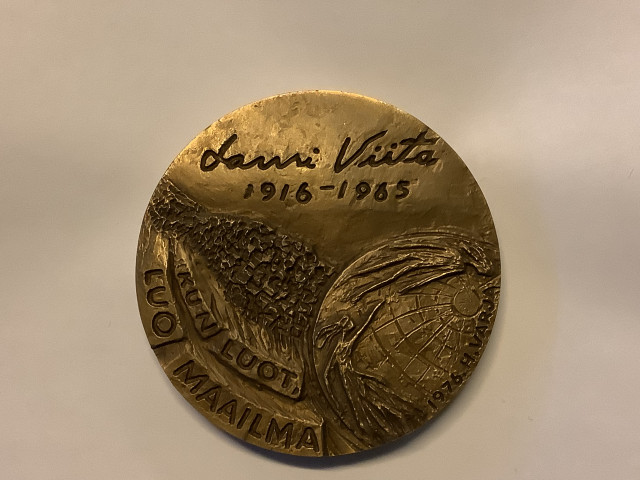 Lauri Viita
1916-1965
KUN LUOT,
LUO MAAILMA
1976 H.VARJA